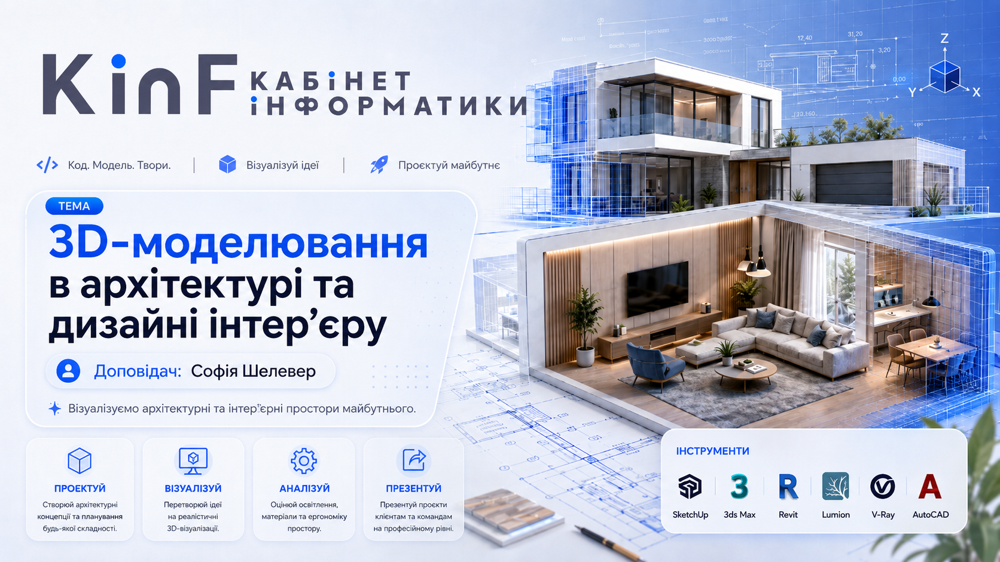 KinF
КАБіНЕТ
іНФОРМАТИКИ
Код. Модель. Твори.
Візуалізуй ідеї
Проєктуй майбутнє
ТЕМА
3D-моделювання
в архітектурі та
дизайні інтер’єру
Доповідач: Софія Шелевер
Візуалізуємо архітектурні та інтер’єрні простори майбутнього.
ПРОЕКТУЙ
Створюй архітектурні
концепції та планування
будь-якої складності.
ВІЗУАЛІЗУЙ
Перетворюй ідеї
на реалістичні
3D-візуалізації.
АНАЛІЗУЙ
Оцінюй освітлення,
матеріали та ергономіку
простору.
ПРЕЗЕНТУЙ
Презентуй проєкти
клієнтам та командам
на професійному рівні.
12,40
31,20
3,20
0,00
Z
Y
X
ІНСТРУМЕНТИ
SketchUp
3
3ds Max
R
Revit
Lumion
V-Ray
A
AutoCAD